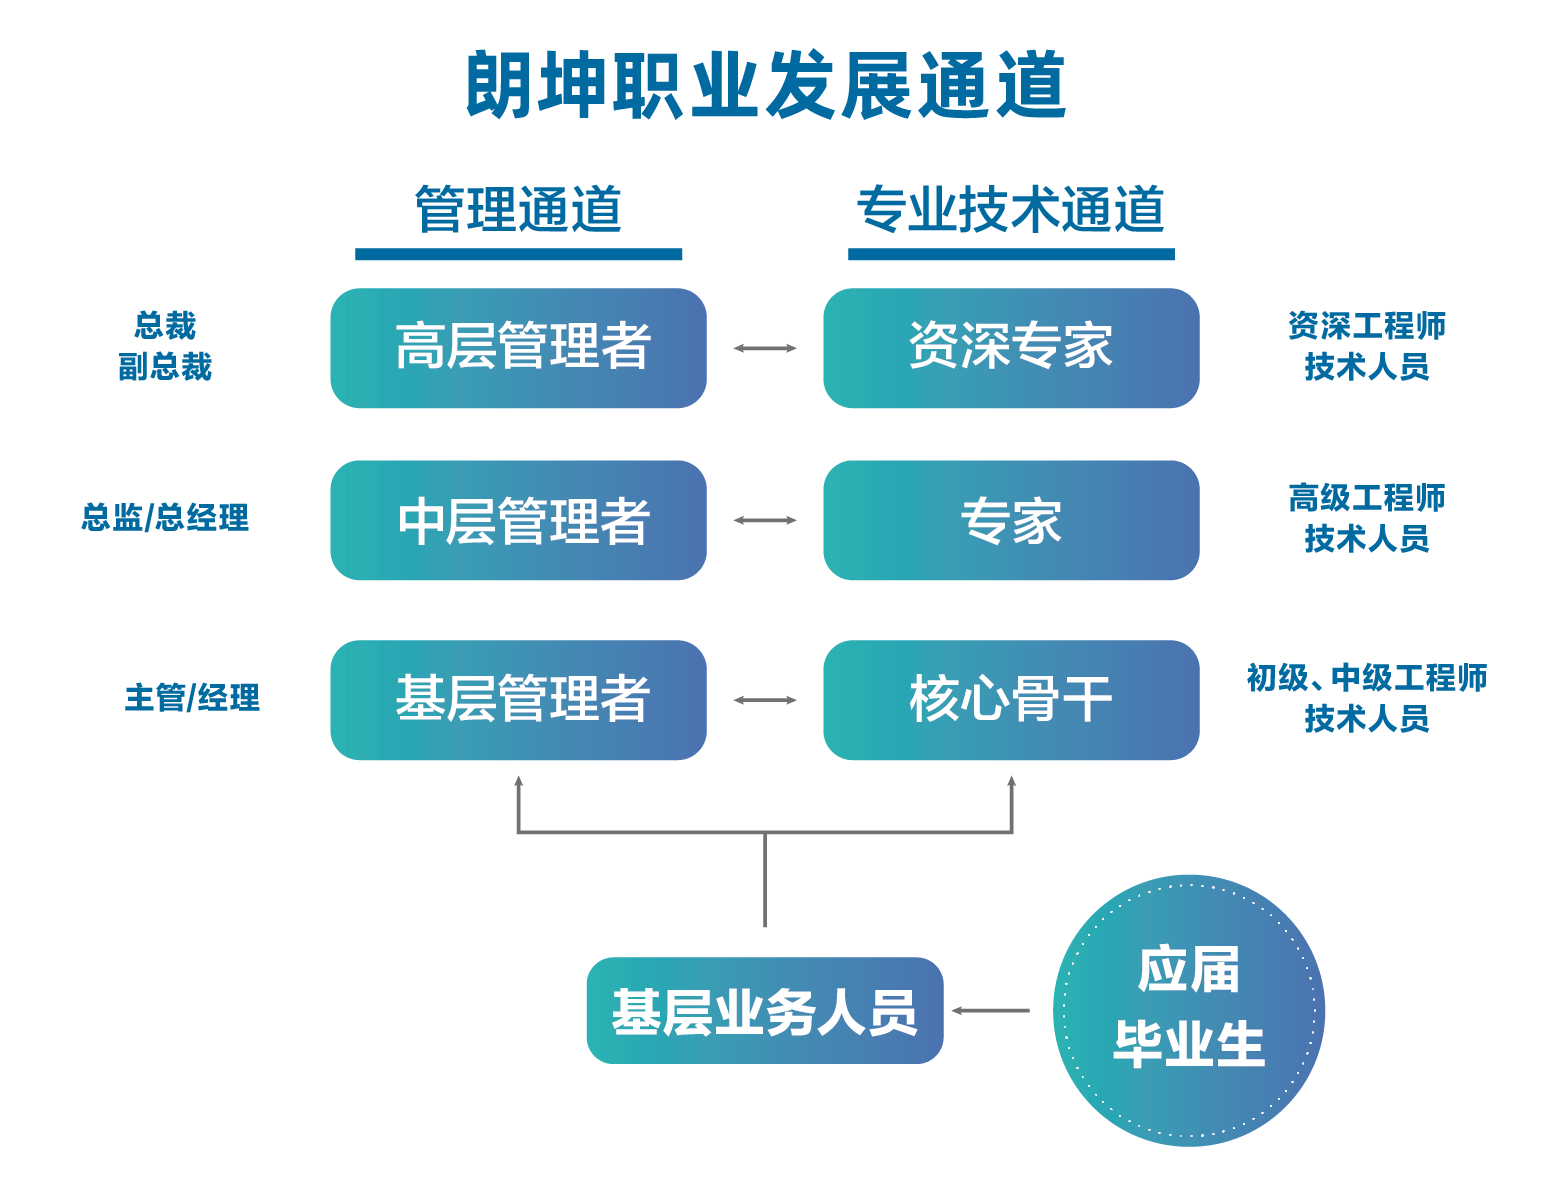 朗坤职业发展通道
管理通道
专业技术通道
总裁
副总裁
高层管理者
资深专家
资深工程师
技术人员
总监/总经理
中层管理者
专家
高级工程师
技术人员
主管/经理
基层管理者
核心骨干
初级、中级工程师
技术人员
基层业务人员
应届
毕业生